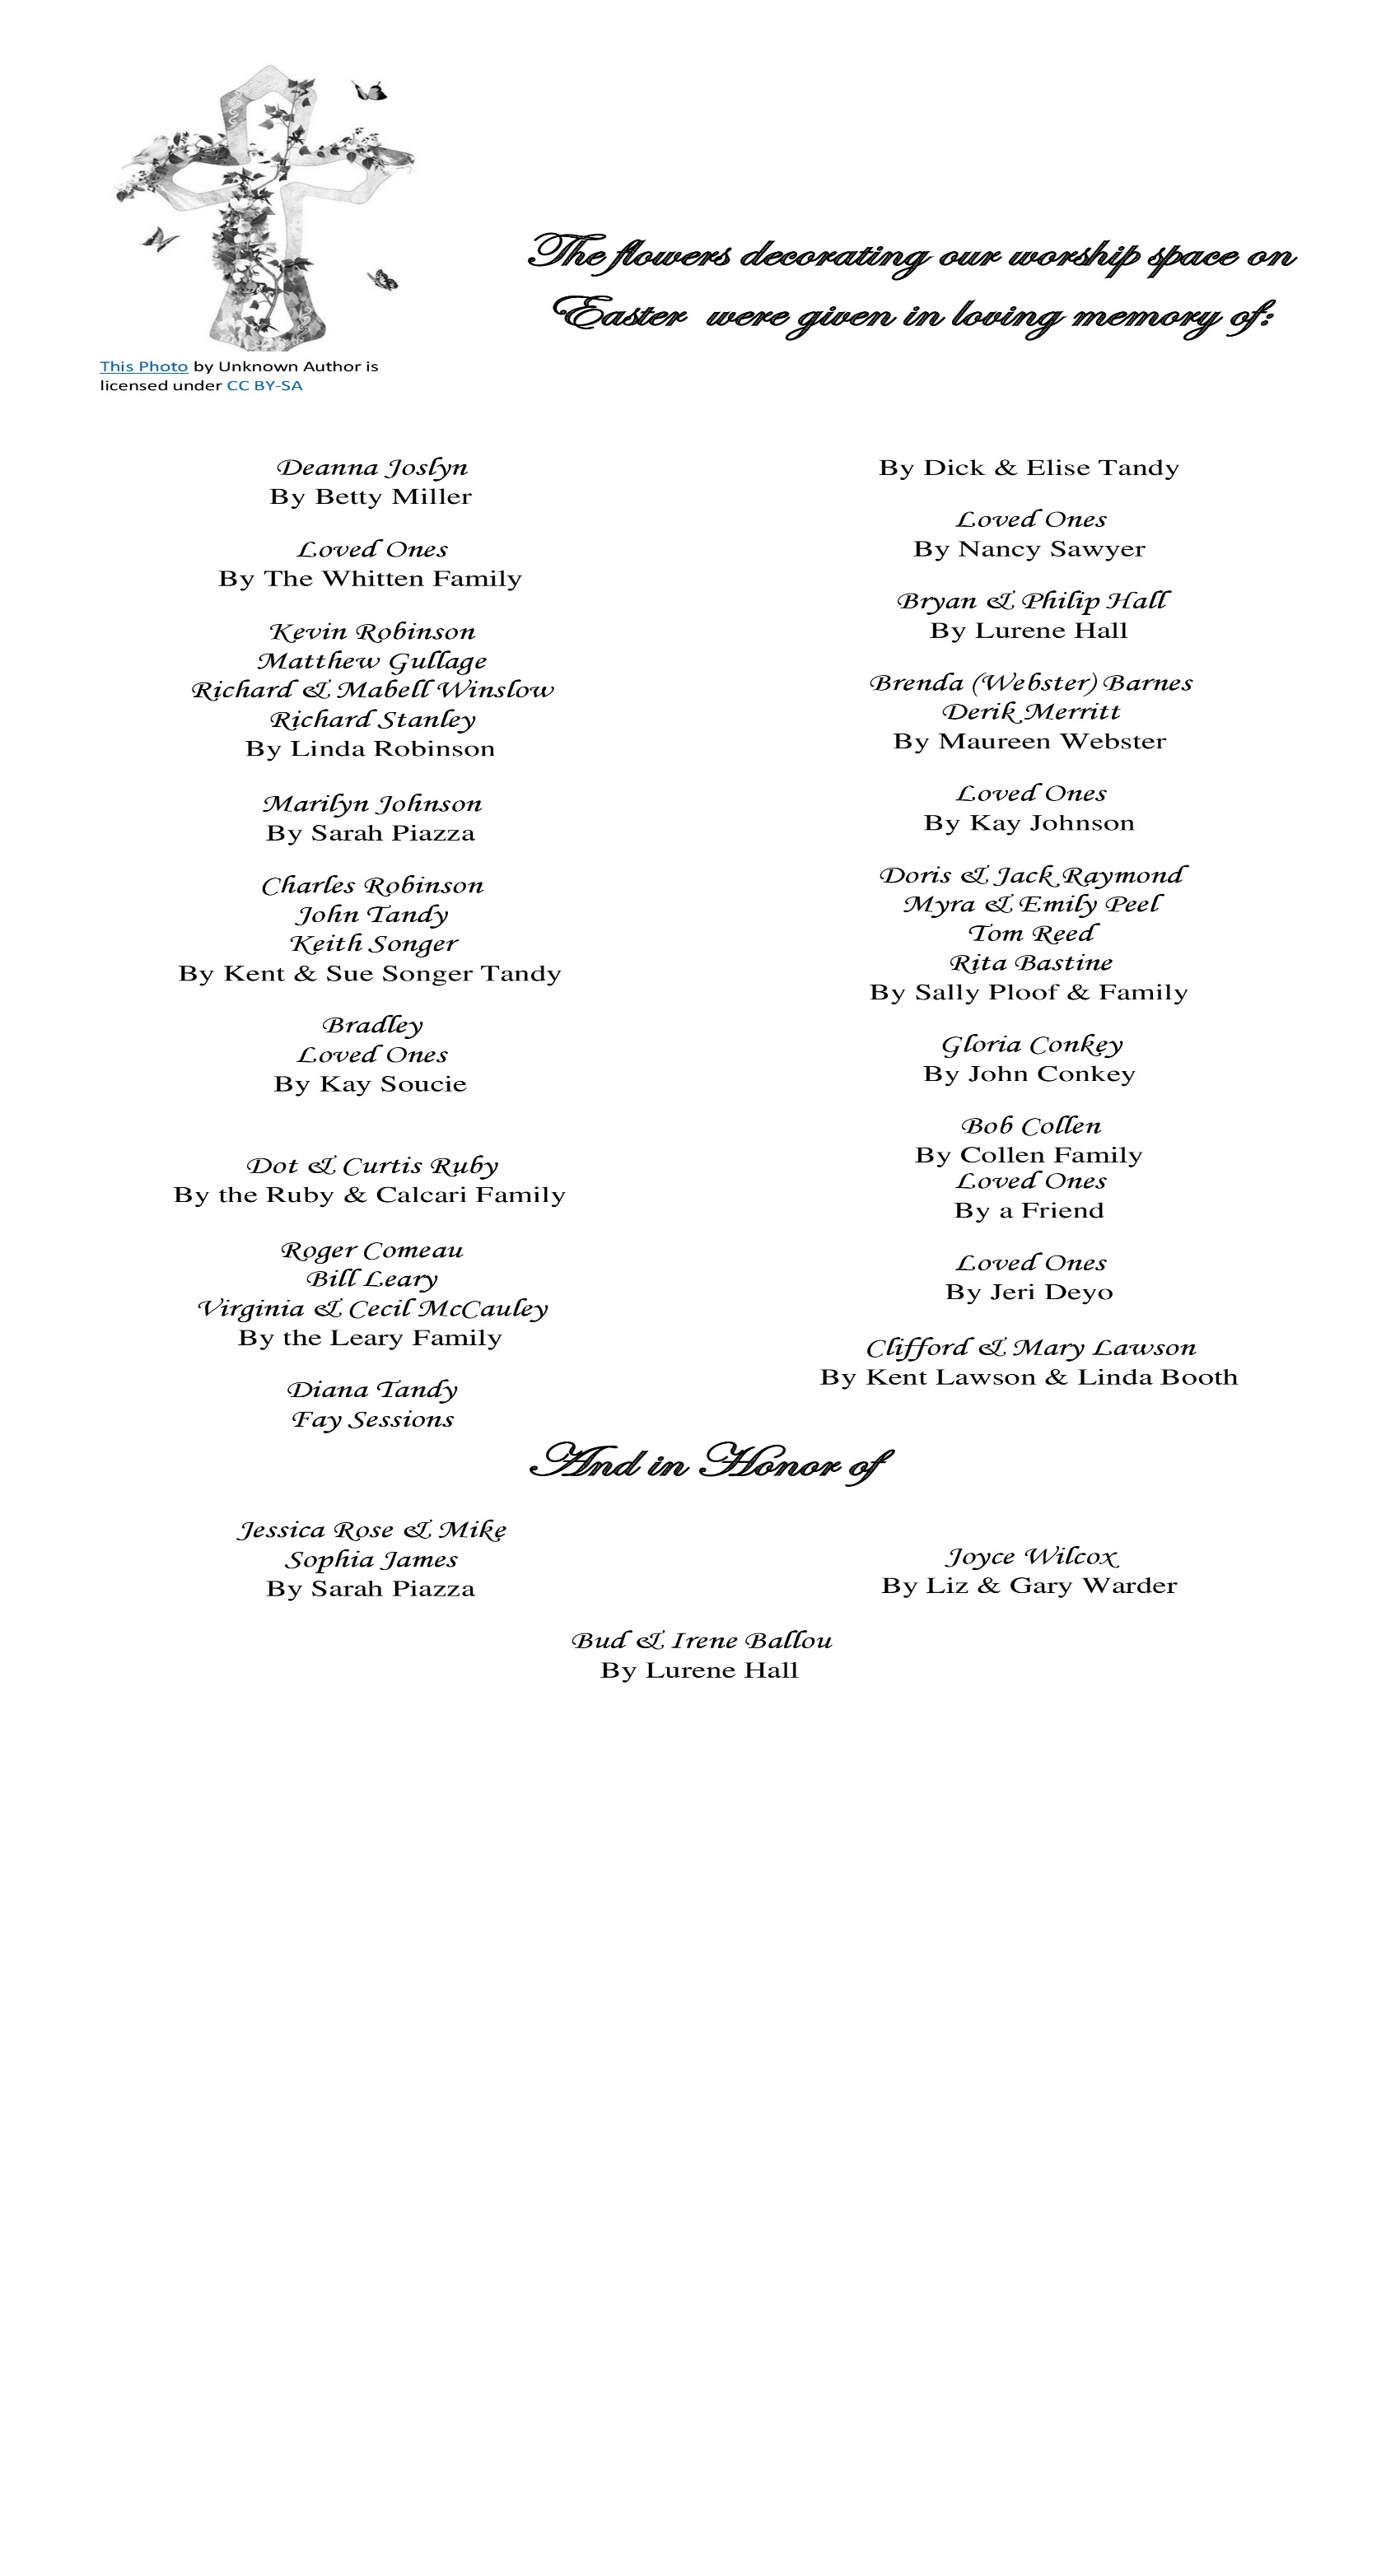 The flowers decorating our worship space on
Easter were given in loving memory of:
This Photo by Unknown Author is
licensed under CC BY-SA
Deanna Joslyn
By Betty Miller
Loved Ones
By The Whitten Family
Kevin Robinson
Matthew Gullage
Richard & Mabell Winslow
Richard Stanley
By Linda Robinson
Marilyn Johnson
By Sarah Piazza
Charles Robinson
John Tandy
Keith Songer
By Kent & Sue Songer Tandy
Bradley
Loved Ones
By Kay Soucie
Dot & Curtis Ruby
By the Ruby & Calcari Family
Roger Comeau
Bill Leary
Virginia & Cecil McCauley
By the Leary Family
Diana Tandy
Fay Sessions
By Dick & Elise Tandy
Loved Ones
By Nancy Sawyer
Bryan & Philip Hall
By Lurene Hall
Brenda (Webster) Barnes
Derik Merritt
By Maureen Webster
Loved Ones
By Kay Johnson
Doris & Jack Raymond
Myra & Emily Peel
Tom Reed
Rita Bastine
By Sally Ploof & Family
Gloria Conkey
By John Conkey
Bob Collen
By Collen Family
Loved Ones
By a Friend
Loved Ones
By Jeri Deyo
Clifford & Mary Lawson
By Kent Lawson & Linda Booth
And in Honor of
Jessica Rose & Mike
Sophia James
By Sarah Piazza
Joyce Wilcox
By Liz & Gary Warder
Bud & Irene Ballou
By Lurene Hall